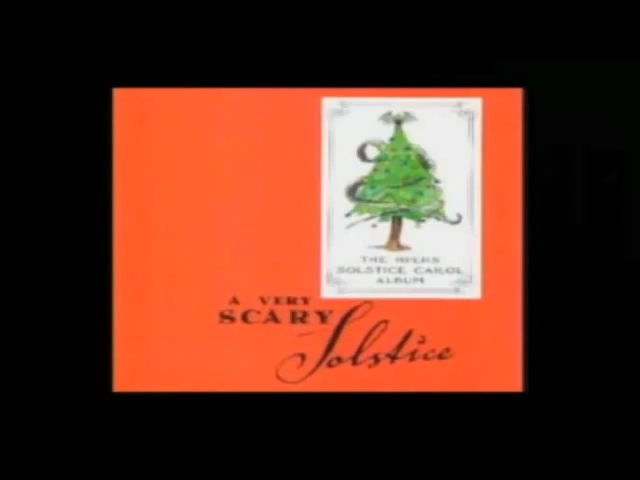 THE HPLHS
SOLSTICE CAROL
ALBUM
A VERY
SCARY
Solstice